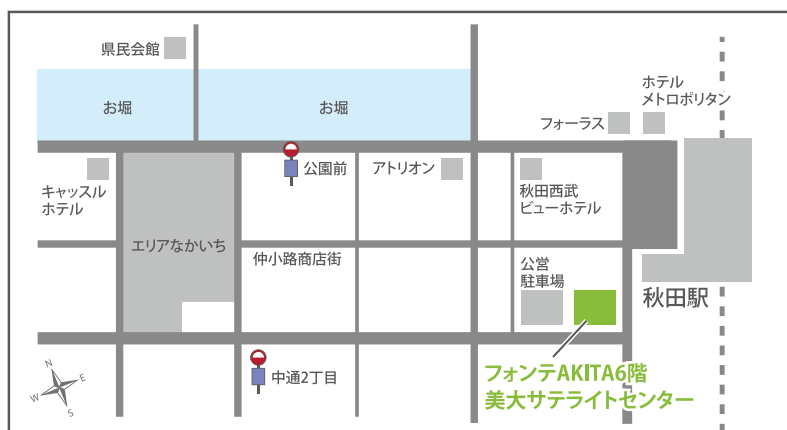 県民会館
ホテル
メトロポリタン
お堀
お堀
フォーラス
公園前
アトリオン
キャッスル
ホテル
秋田西武
ビューホテル
エリアなかいち
仲小路商店街
公営
駐車場
秋田駅
N
E
W
S
中通2丁目
フォンテAKITA6階
美大サテライトセンター